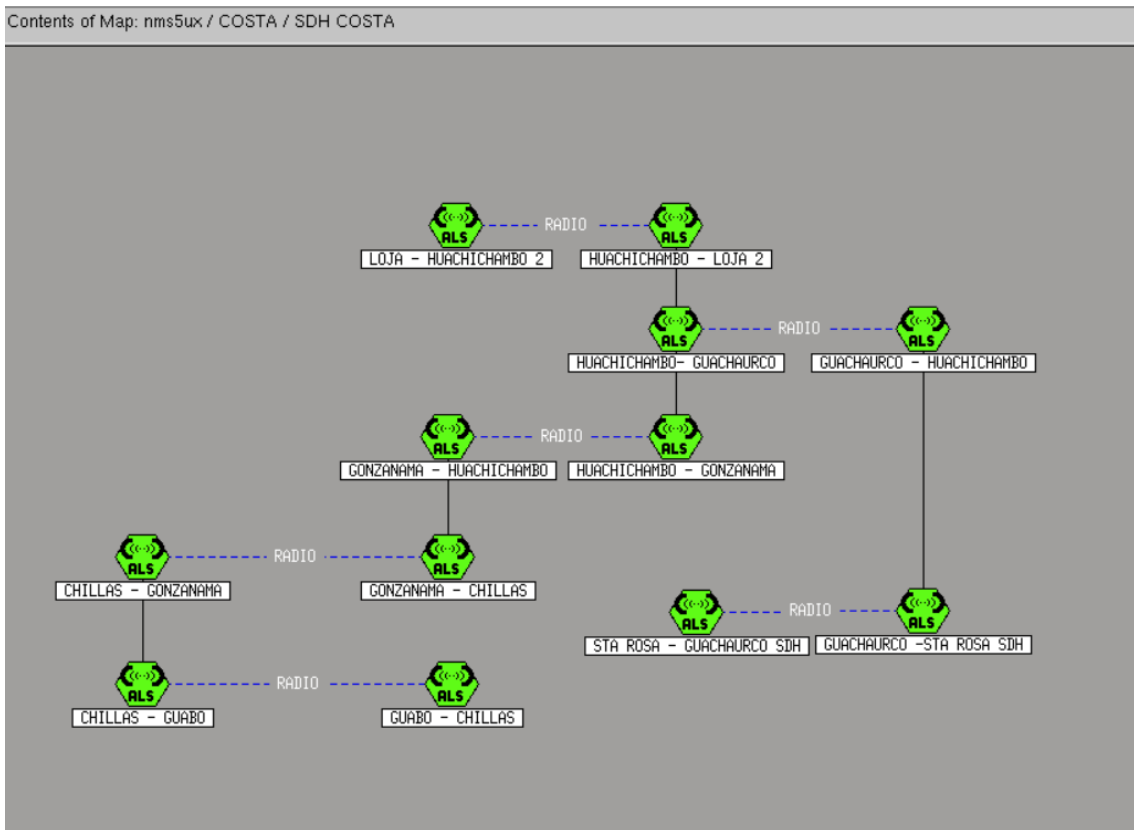 Contents of Map: nms5ux / COSTA / SDH COSTA
RADIO
ALS
ALS
LOJA - HUACHICHAMBO 2
HUACHICHAMBO - LOJA 2
RADIO
ALS
ALS
HUACHICHAMBO- GUACHAURCO
GUACHAURCO - HUACHICHAMBO
RADIO
ALS
ALS
GONZANAMA - HUACHICHAMBO
HUACHICHAMBO - GONZANAMA
RADIO
ALS
ALS
CHILLAS - GONZANAMA
GONZANAMA - CHILLAS
RADIO
ALS
ALS
STA ROSA - GUACHAURCO SDH
GUACHAURCO -STA ROSA SDH
RADIO
ALS
ALS
CHILLAS - GUABO
GUABO - CHILLAS